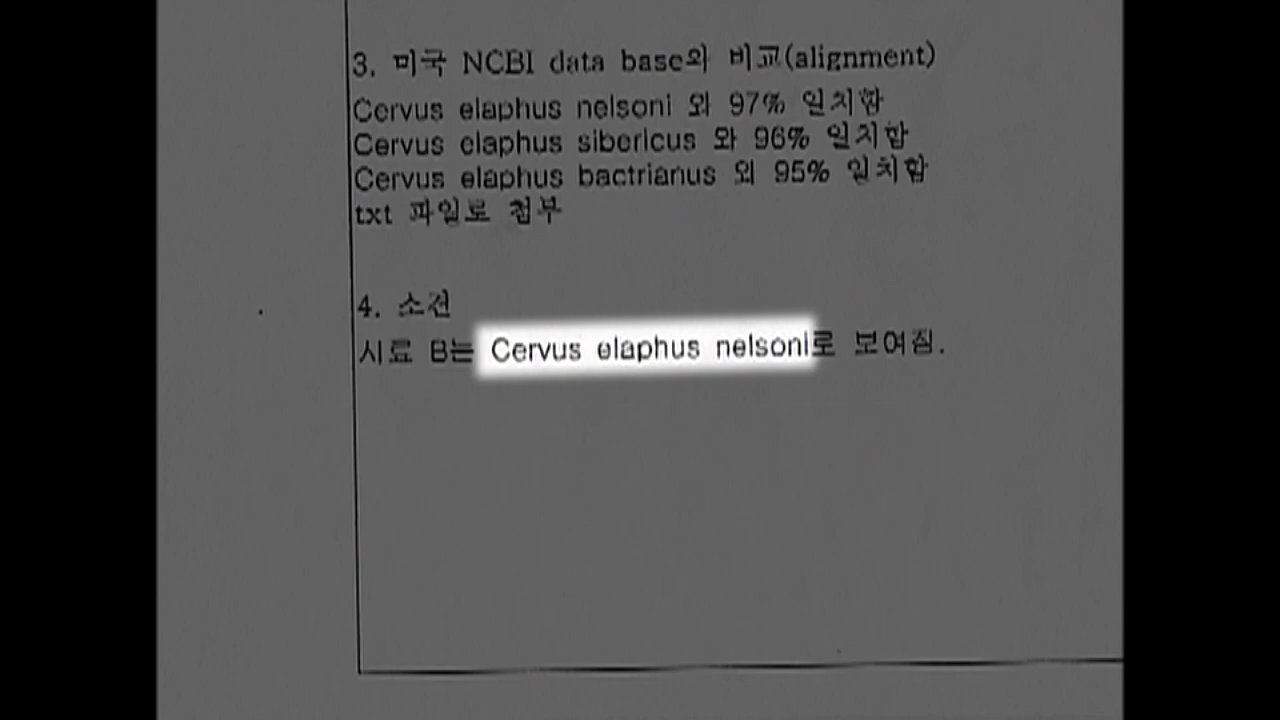 3. 미국 NCBI data base와 비교(alignment)
Cervus elaphus nelsoni 와 97% 일치함
Cervus elaphus sibericus 와 96% 일치함
Cervus elaphus bactrianus 와 95% 일치함
txt 파일로 첨부
4. 소견
시료 B는 Cervus elaphus nelsoni로 보여짐.